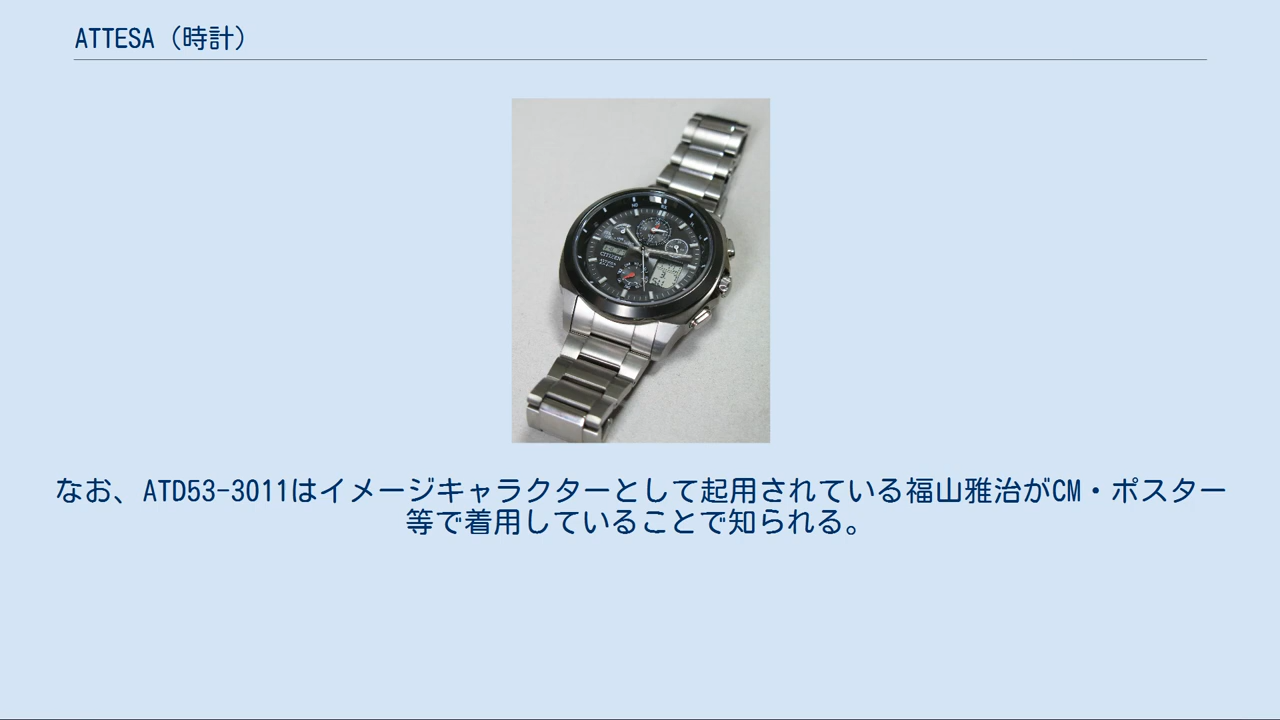 ATTESA（時計）
CITIZEN
なお、ATD53-3011はイメージキャラクターとして起用されている福山雅治がCM・ポスター
等で着用していることで知られる。